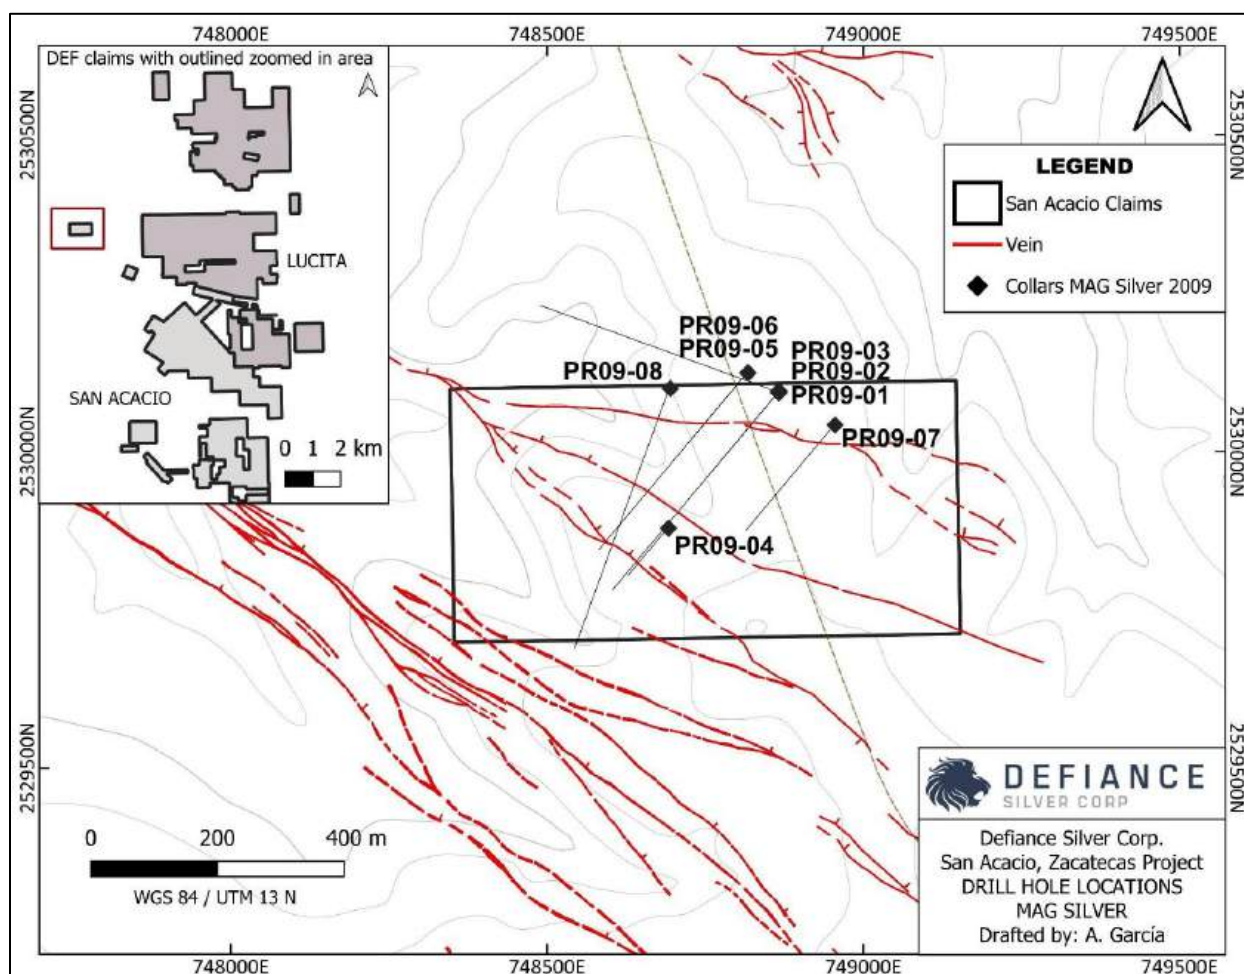 748000E
748500E
749000E
749500E
DEF claims with outlined zoomed in area
LUCITA
SAN ACACIO
0 1 2 km
2530500N
2530000N
2529500N
2530500N
2530000N
2529500N
LEGEND
San Acacio Claims
Vein
Collars MAG Silver 2009
PR09-06
PR09-05
PR09-03
PR09-02
PR09-01
PR09-08
PR09-07
PR09-04
0 200 400 m
WGS 84 / UTM 13 N
DEFIANCE
SILVER CORP
Defiance Silver Corp.
San Acacio, Zacatecas Project
DRILL HOLE LOCATIONS
MAG SILVER
Drafted by: A. García
748000E
748500E
749000E
749500E